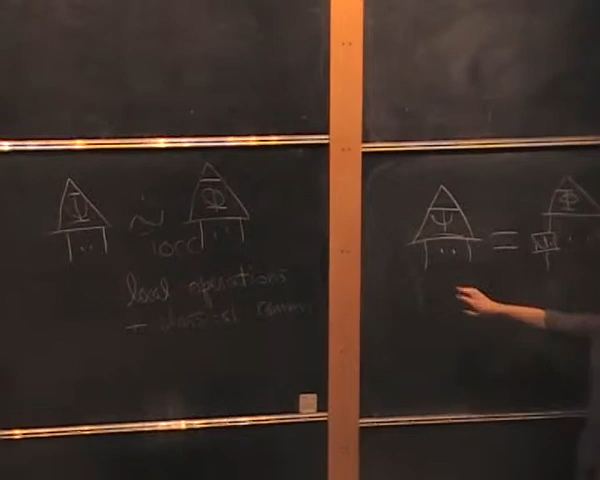 Ψ ∼ Φ
locc
local operations
+ classical comm
Ψ = Φ